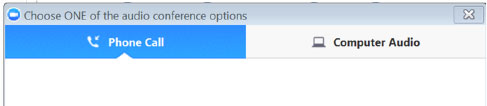 Choose ONE of the audio conference options
Phone Call
Computer Audio